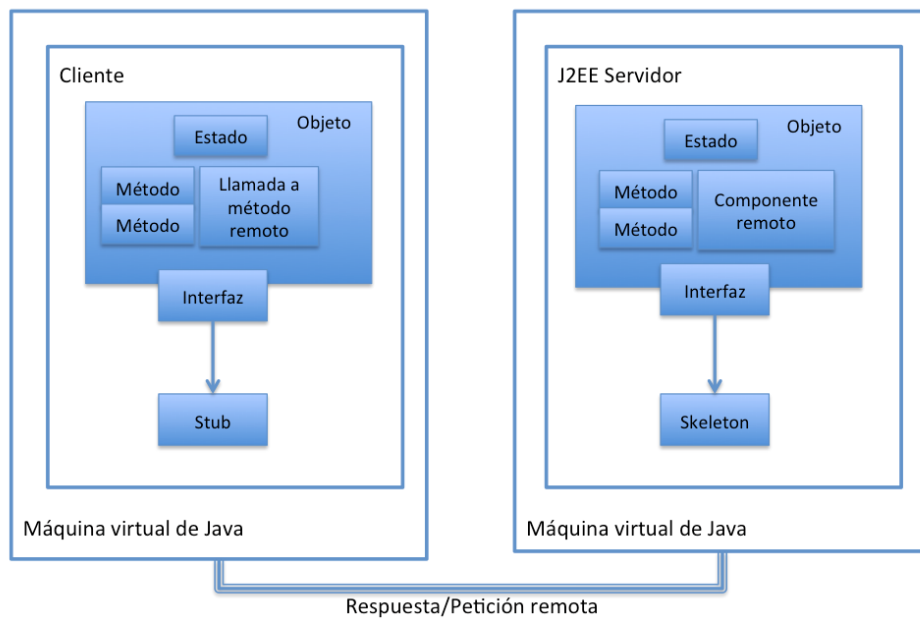 Cliente
Objeto
Estado
Método
Método
Llamada a
método
remoto
Interfaz
Stub
Máquina virtual de Java
J2EE Servidor
Objeto
Estado
Método
Método
Componente
remoto
Interfaz
Skeleton
Máquina virtual de Java
Respuesta/Petición remota